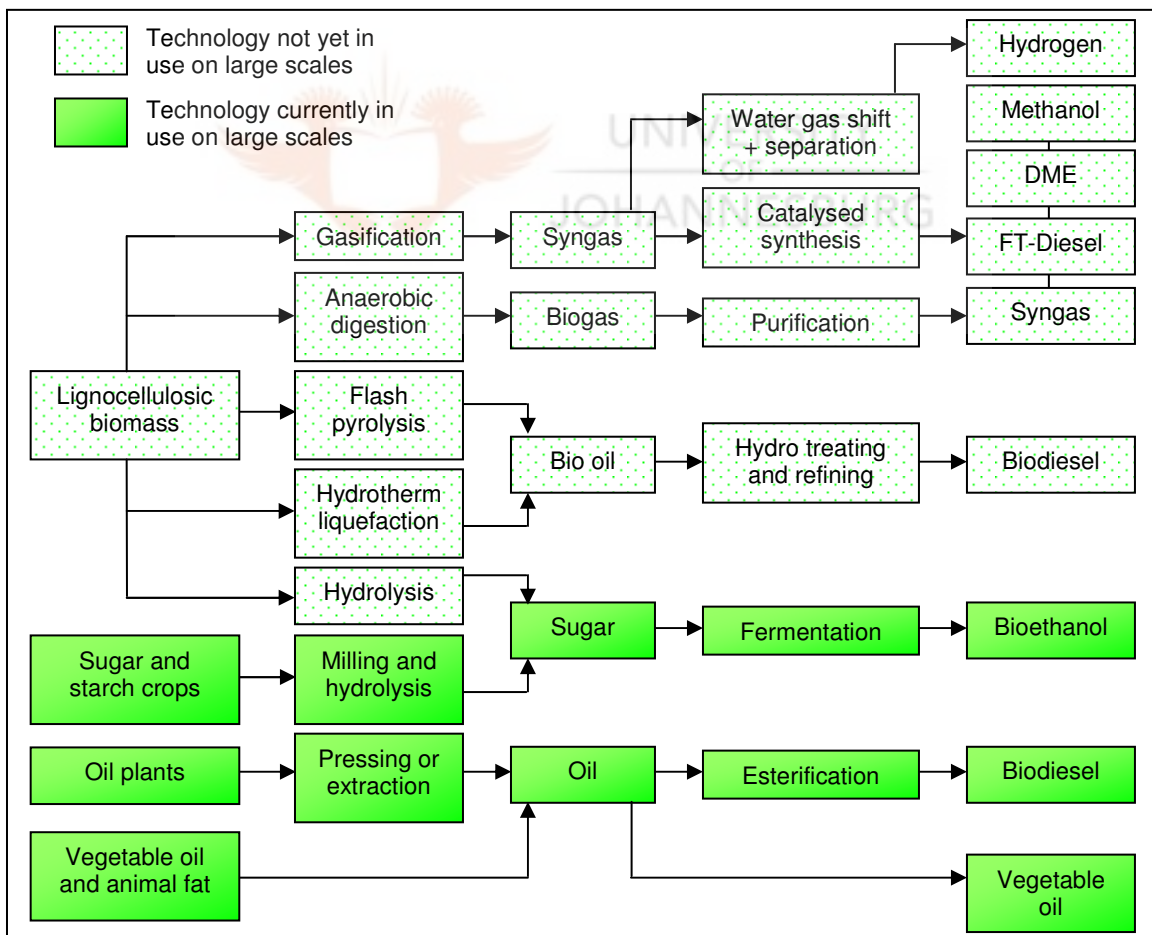 Technology not yet in
use on large scales
Technology currently in
use on large scales
Hydrogen
Methanol
DME
FT-Diesel
Syngas
Water gas shift
+ separation
UNIVERSITY
OF
JOHANNESBURG
Gasification
Syngas
Catalysed
synthesis
Anaerobic
digestion
Biogas
Purification
Lignocellulosic
biomass
Flash
pyrolysis
Hydrotherm
liquefaction
Bio oil
Hydro treating
and refining
Biodiesel
Hydrolysis
Sugar
Fermentation
Bioethanol
Sugar and
starch crops
Milling and
hydrolysis
Oil plants
Pressing or
extraction
Oil
Esterification
Biodiesel
Vegetable oil
and animal fat
Vegetable
oil